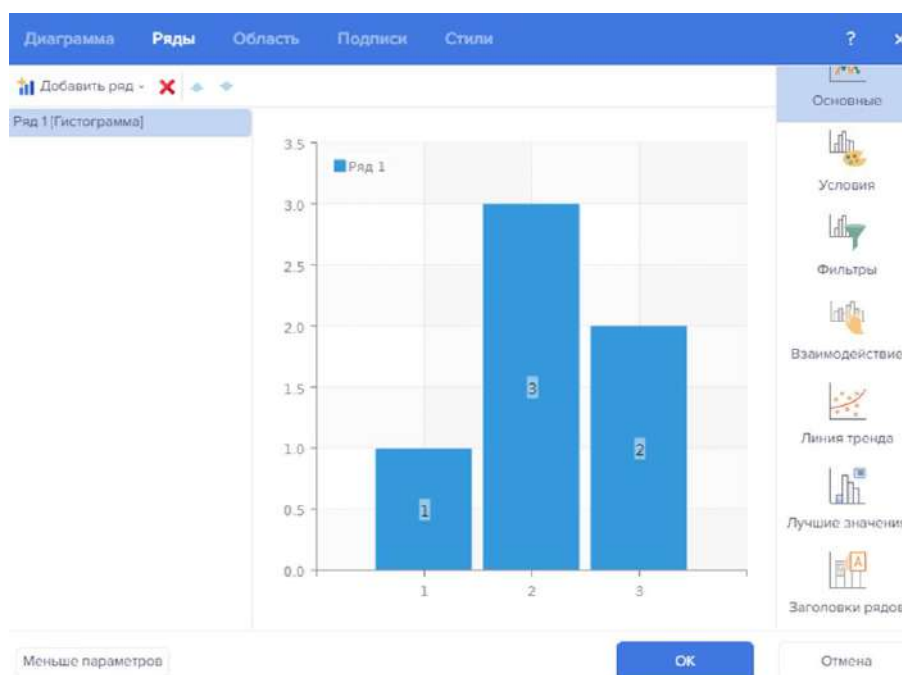 Диаграмма Ряды Область Подписи Стили ? ×
Добавить ряд
Ряд 1 [Гистограмма]
Ряд 1
3.5
3.0
2.5
2.0
1.5
1.0
0.5
0.0
1
3
2
1 2 3
Основные
Условия
Фильтры
Взаимодействие
Линия тренда
Лучшие значения
A
Заголовки рядов
Меньше параметров
OK
Отмена